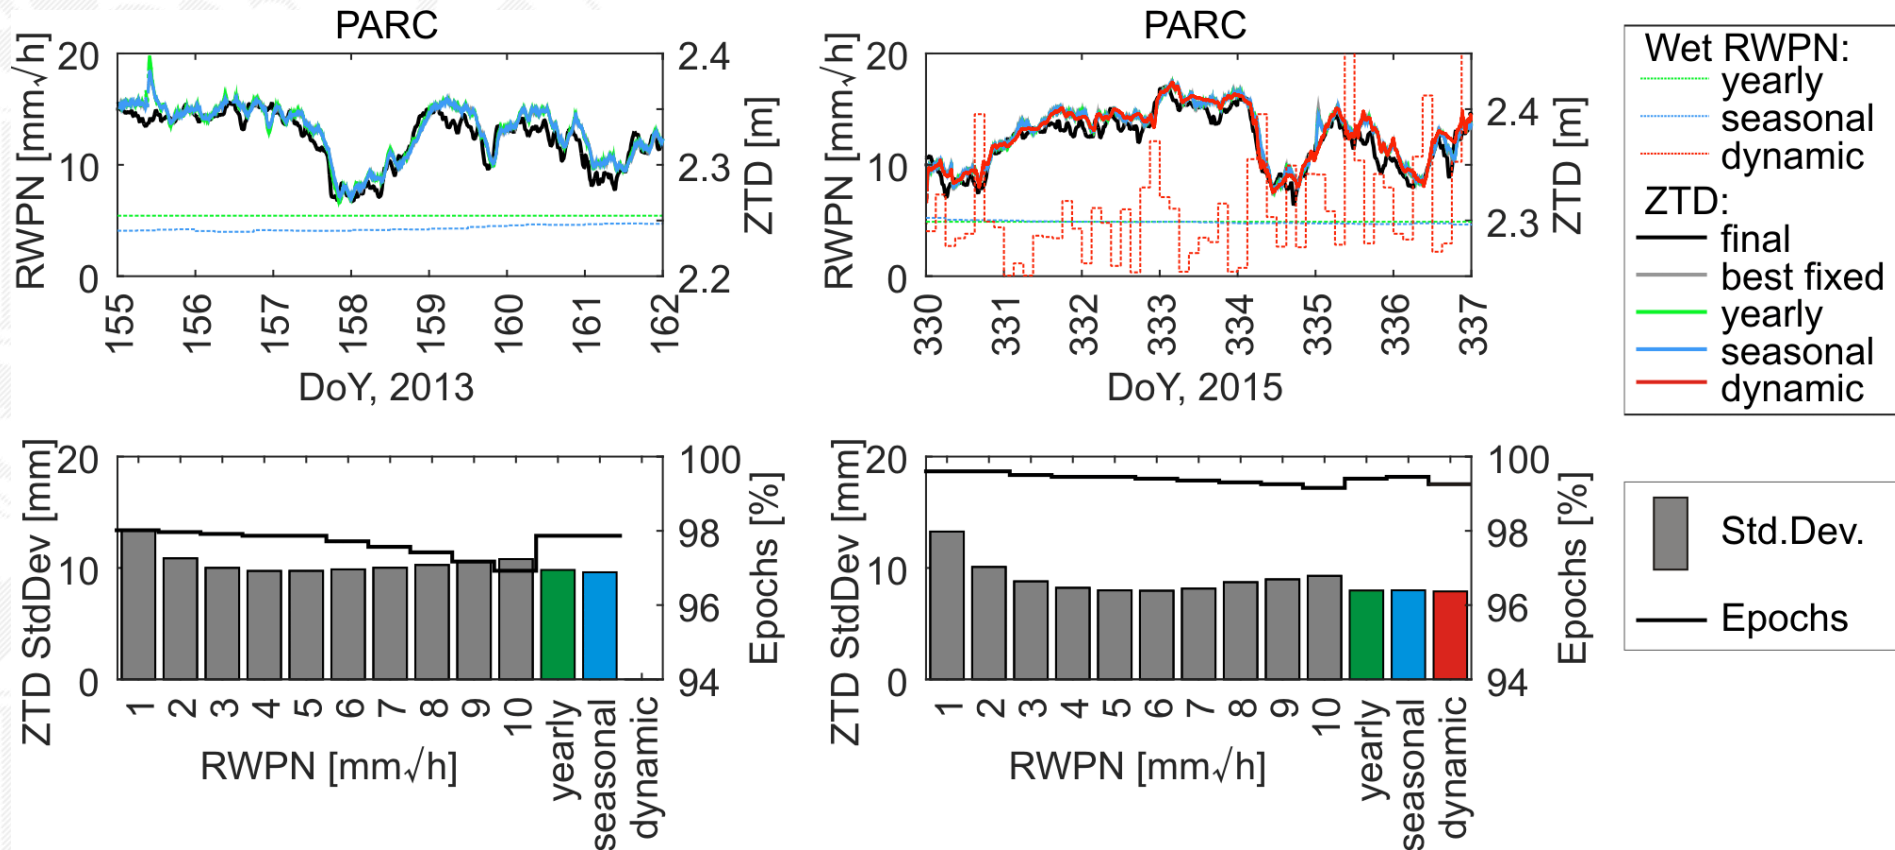 PARC
RWPN [mm√/h]
20
10
0
2.4
2.3
2.2
ZTD [m]
155
156
157
158
159
160
161
162
DoY, 2013
PARC
RWPN [mm√/h]
20
10
0
2.4
2.3
ZTD [m]
330
331
332
333
334
335
336
337
DoY, 2015
Wet RWPN:
yearly
seasonal
dynamic
ZTD:
final
best fixed
yearly
seasonal
dynamic
ZTD StdDev [mm]
20
10
0
100
98
96
94
Epochs [%]
1
2
3
4
5
6
7
8
9
10
yearly
seasonal
dynamic
RWPN [mm√/h]
ZTD StdDev [mm]
20
10
0
100
98
96
94
Epochs [%]
1
2
3
4
5
6
7
8
9
10
yearly
seasonal
dynamic
RWPN [mm√/h]
Std.Dev.
Epochs